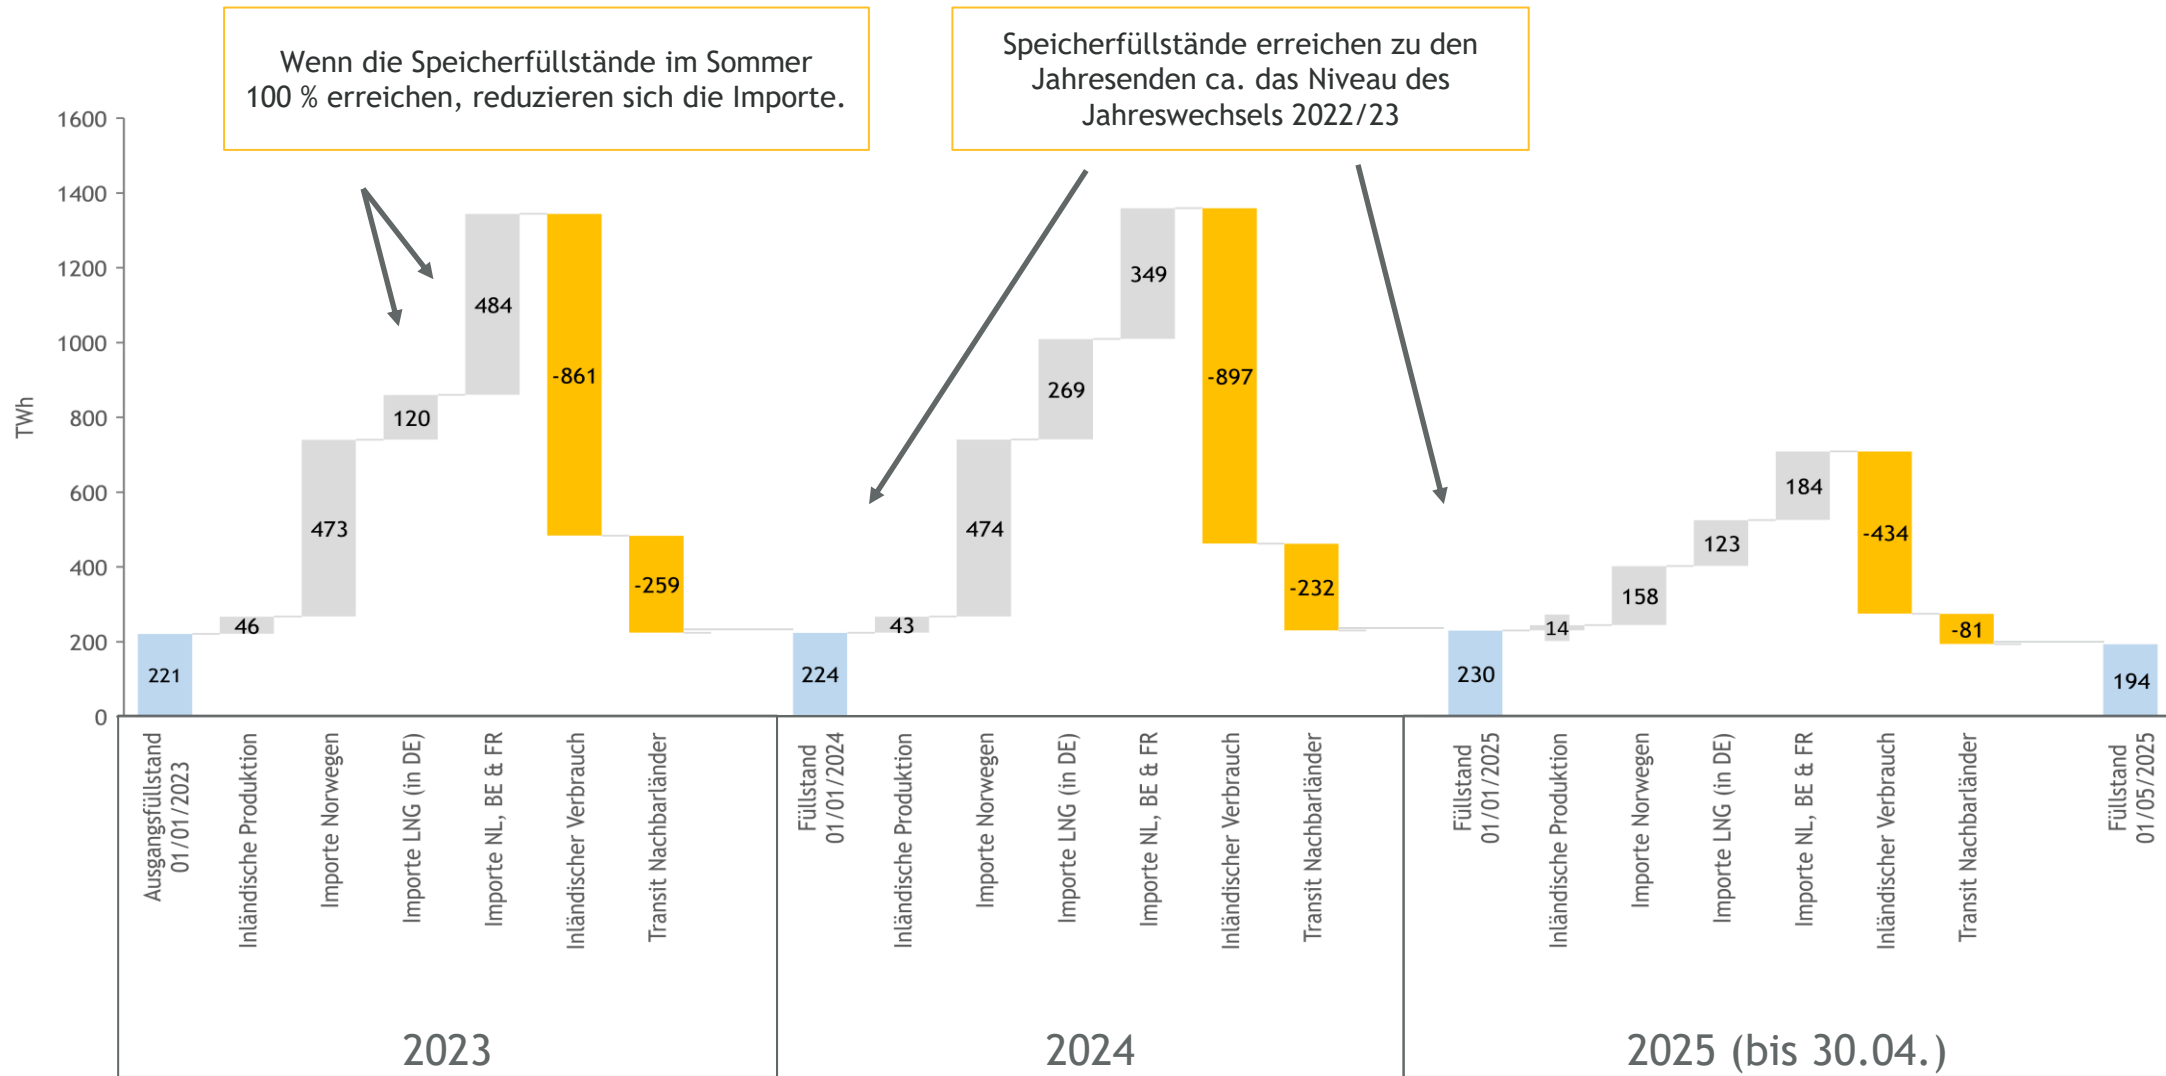 Wenn die Speicherfüllstände im Sommer
100 % erreichen, reduzieren sich die Importe.
Speicherfüllstände erreichen zu den
Jahresenden ca. das Niveau des
Jahreswechsels 2022/23
TWh
1600
1400
1200
1000
800
600
400
200
0
221
46
473
120
484
-861
-259
224
43
474
269
349
-897
-232
230
14
158
123
184
-434
-81
194
Ausgangsfüllstand
01/01/2023
Inländische Produktion
Importe Norwegen
Importe LNG (in DE)
Importe NL, BE & FR
Inländischer Verbrauch
Transit Nachbarländer
Füllstand
01/01/2024
Inländische Produktion
Importe Norwegen
Importe LNG (in DE)
Importe NL, BE & FR
Inländischer Verbrauch
Transit Nachbarländer
Füllstand
01/01/2025
Inländische Produktion
Importe Norwegen
Importe LNG (in DE)
Importe NL, BE & FR
Inländischer Verbrauch
Transit Nachbarländer
Füllstand
01/05/2025
2023
2024
2025 (bis 30.04.)